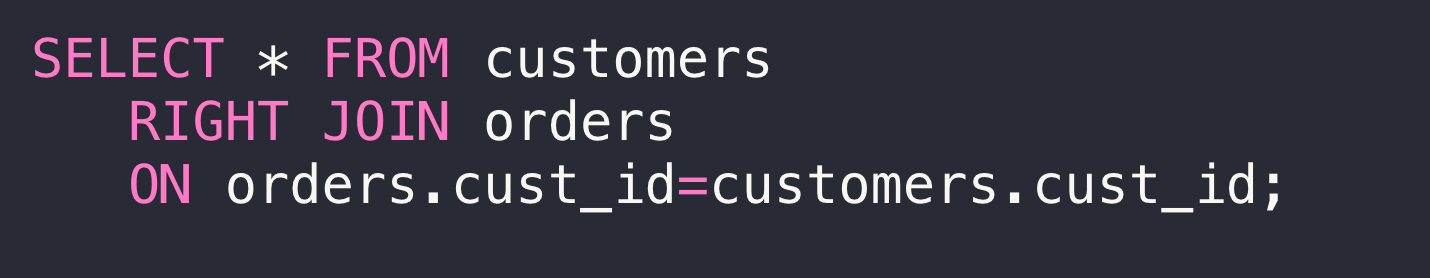 SELECT * FROM customers
RIGHT JOIN orders
ON orders.cust_id=customers.cust_id;